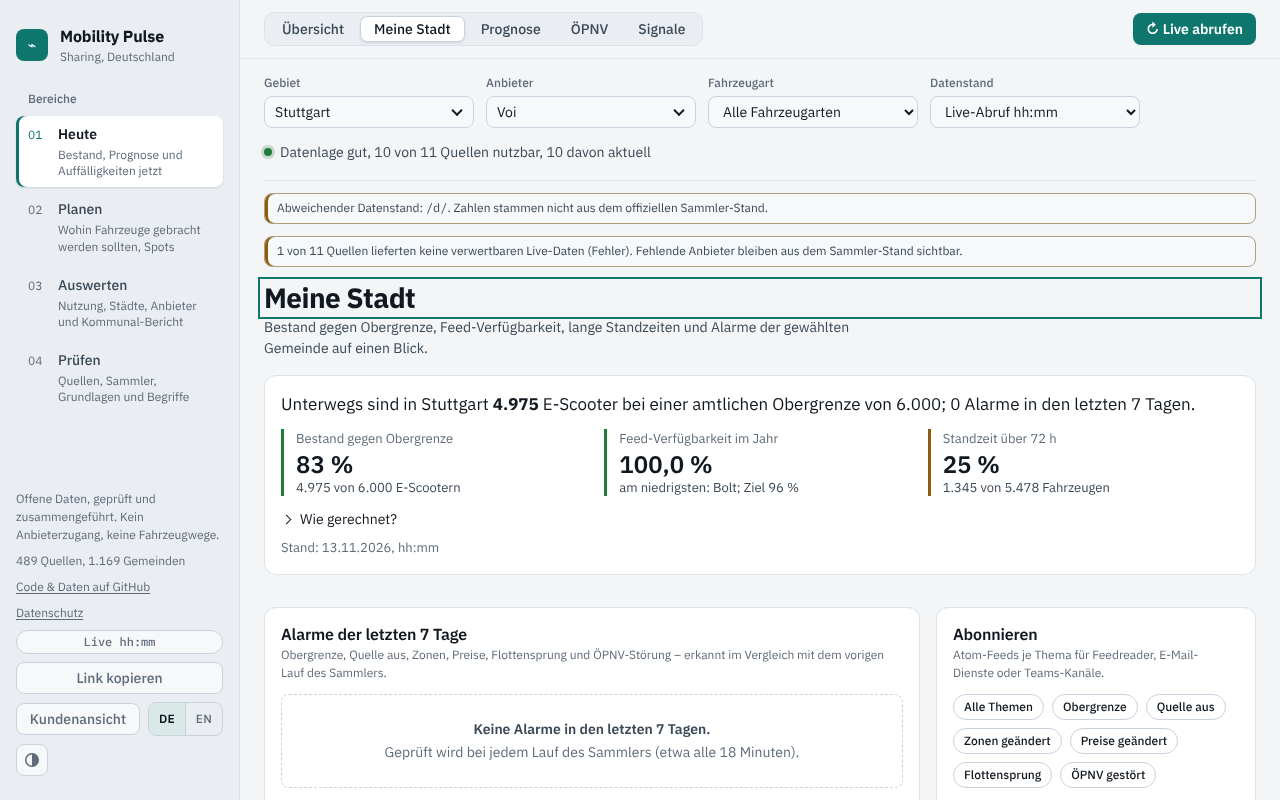 Mobility Pulse
Sharing, Deutschland
Bereiche
01 Heute
Bestand, Prognose und
Auffälligkeiten jetzt
02 Planen
Wohin Fahrzeuge gebracht
werden sollten, Spots
03 Auswerten
Nutzung, Städte, Anbieter
und Kommunal-Bericht
04 Prüfen
Quellen, Sammler,
Grundlagen und Begriffe
Offene Daten, geprüft und
zusammengeführt. Kein
Anbieterzugang, keine Fahrzeugwege.
489 Quellen, 1.169 Gemeinden
Code & Daten auf GitHub
Datenschutz
Live hh:mm
Link kopieren
Kundenansicht DE EN
Übersicht Meine Stadt Prognose ÖPNV Signale
↻ Live abrufen
Gebiet Anbieter Fahrzeugart Datenstand
Stuttgart Voi Alle Fahrzeugarten Live-Abruf hh:mm
Datenlage gut, 10 von 11 Quellen nutzbar, 10 davon aktuell
Abweichender Datenstand: /d/. Zahlen stammen nicht aus dem offiziellen Sammler-Stand.
1 von 11 Quellen lieferten keine verwertbaren Live-Daten (Fehler). Fehlende Anbieter bleiben aus dem Sammler-Stand sichtbar.
Meine Stadt
Bestand gegen Obergrenze, Feed-Verfügbarkeit, lange Standzeiten und Alarme der gewählten
Gemeinde auf einen Blick.
Unterwegs sind in Stuttgart 4.975 E-Scooter bei einer amtlichen Obergrenze von 6.000; 0 Alarme in den letzten 7 Tagen.
Bestand gegen Obergrenze
83 %
4.975 von 6.000 E-Scootern
Feed-Verfügbarkeit im Jahr
100,0 %
am niedrigsten: Bolt; Ziel 96 %
Standzeit über 72 h
25 %
1.345 von 5.478 Fahrzeugen
Wie gerechnet?
Stand: 13.11.2026, hh:mm
Alarme der letzten 7 Tage
Obergrenze, Quelle aus, Zonen, Preise, Flottensprung und ÖPNV-Störung – erkannt im Vergleich mit dem vorigen
Lauf des Sammlers.
Keine Alarme in den letzten 7 Tagen.
Geprüft wird bei jedem Lauf des Sammlers (etwa alle 18 Minuten).
Abonnieren
Atom-Feeds je Thema für Feedreader, E-Mail-
Dienste oder Teams-Kanäle.
Alle Themen Obergrenze Quelle aus
Zonen geändert Preise geändert
Flottensprung ÖPNV gestört